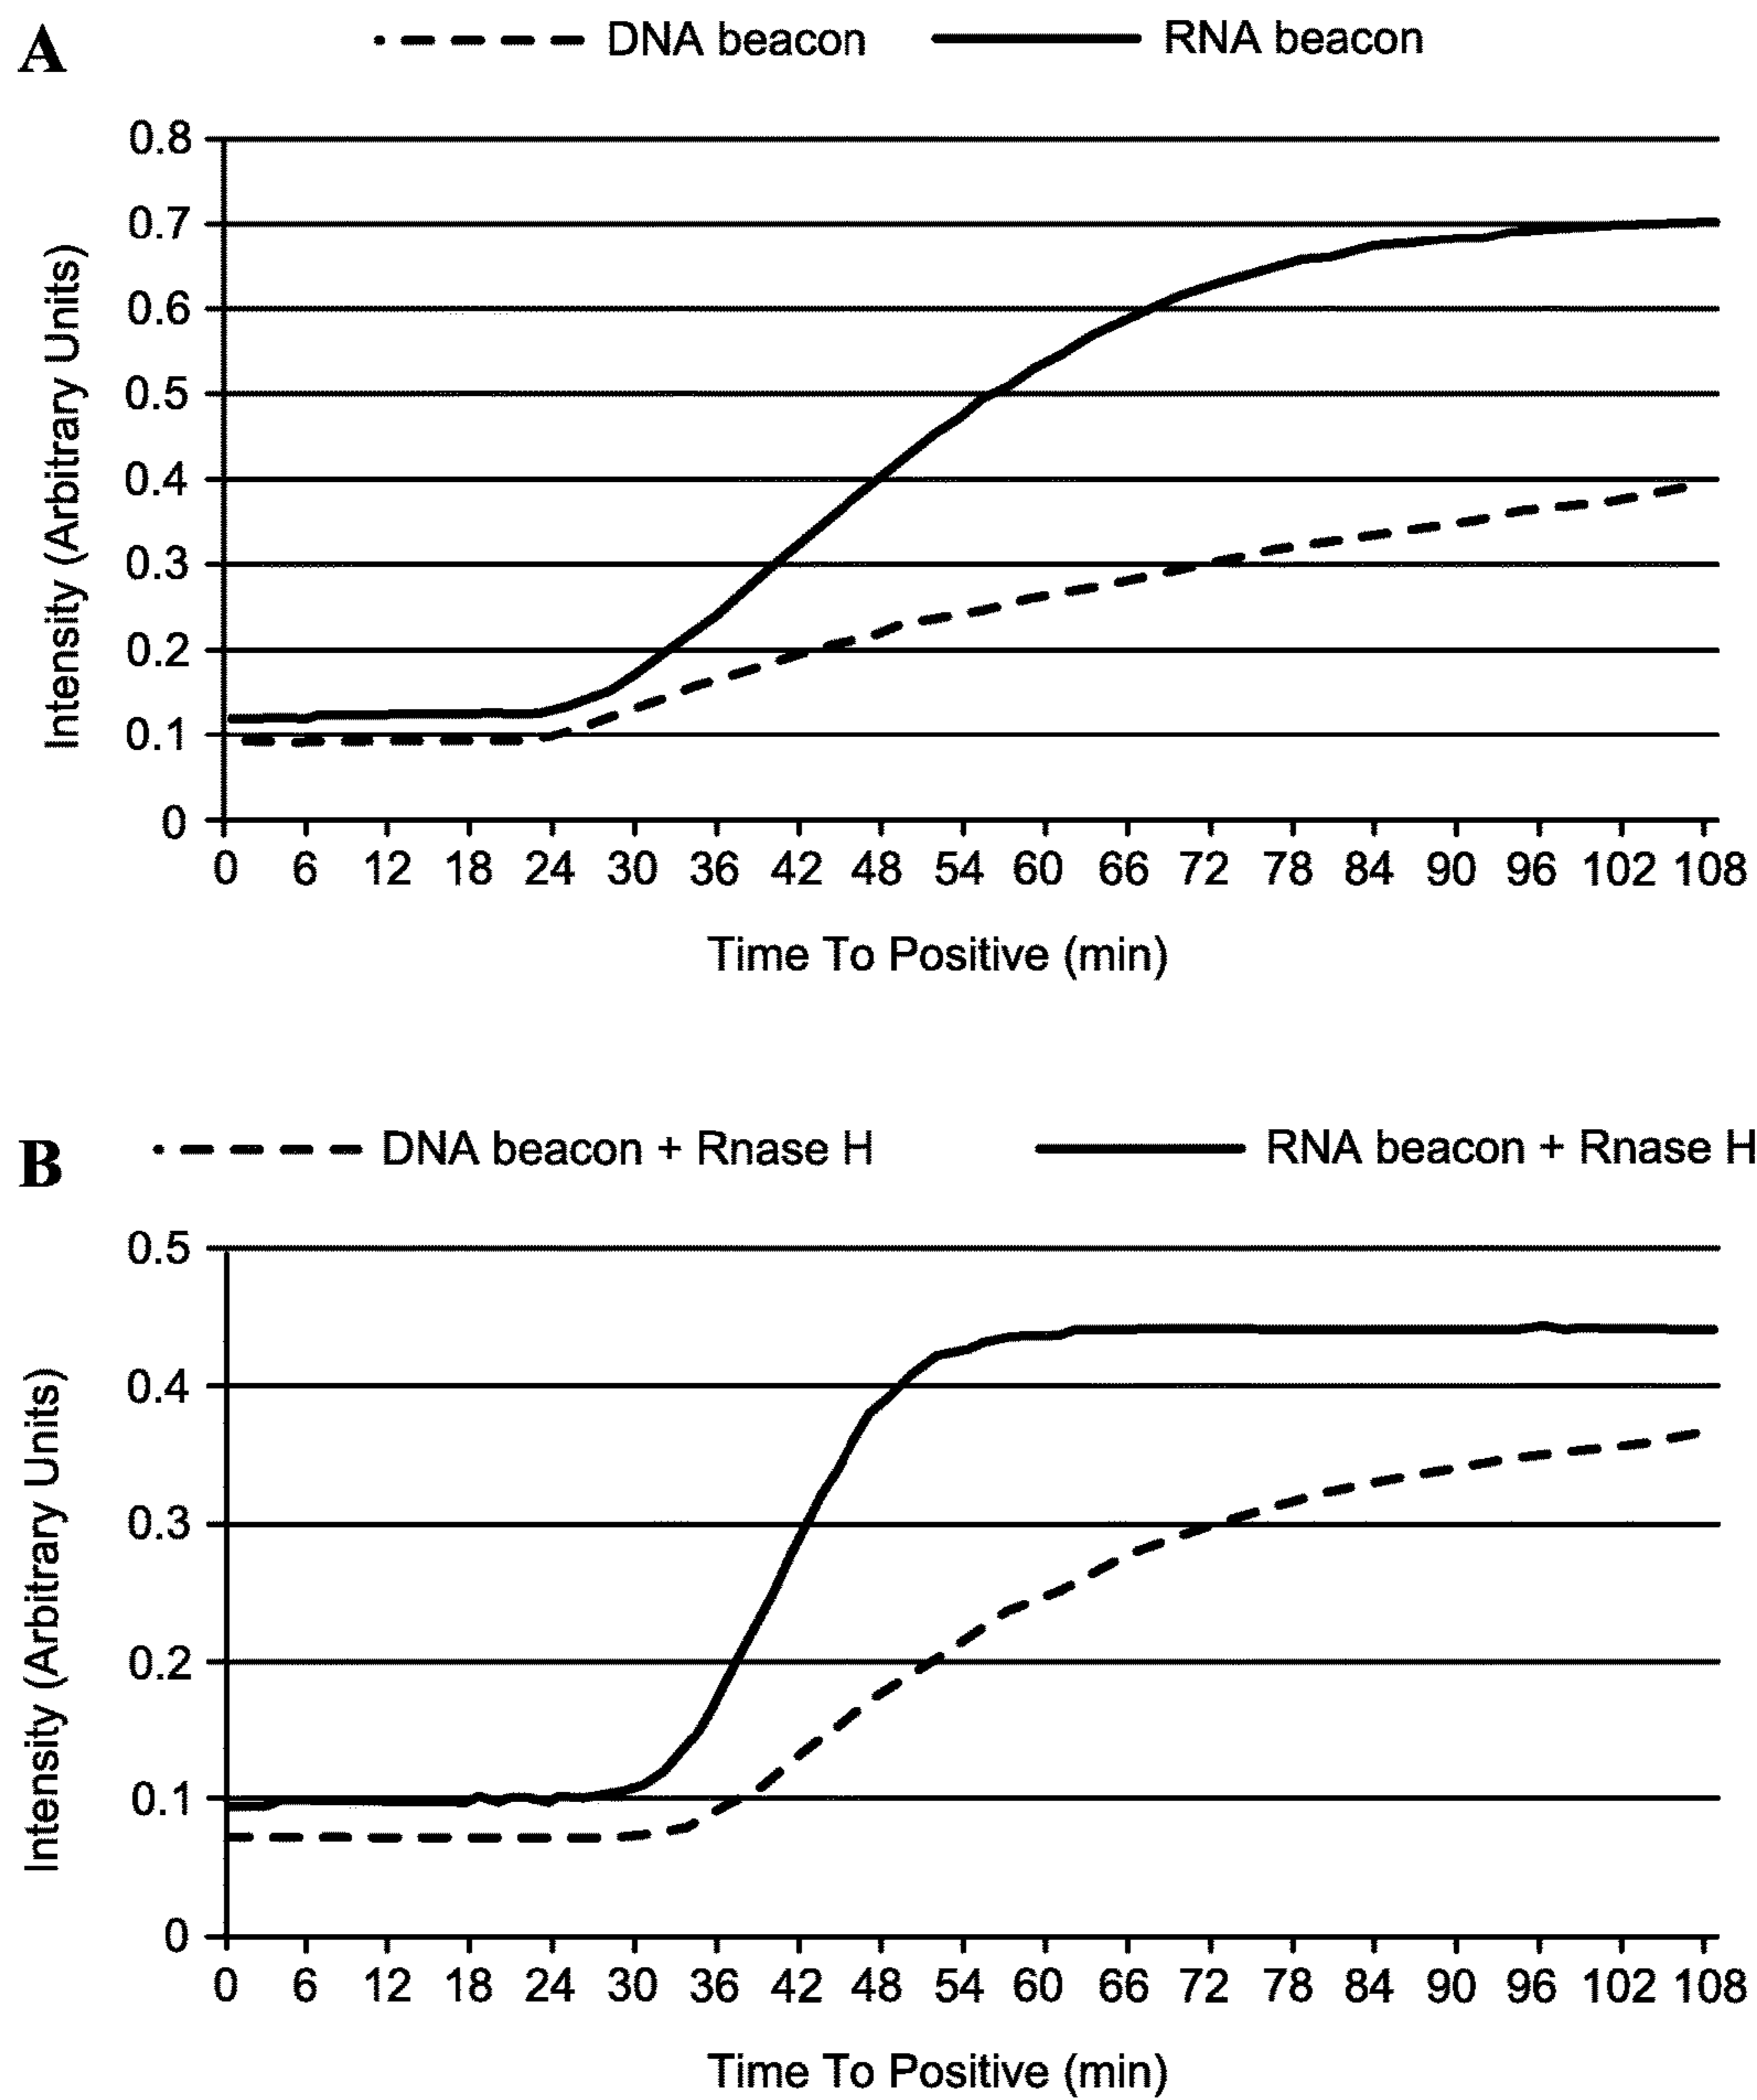 A
DNA beacon RNA beacon
0.8
0.7
0.6
0.5
0.4
0.3
0.2
0.1
0
Intensity (Arbitrary Units)
0 6 12 18 24 30 36 42 48 54 60 66 72 78 84 90 96 102 108
Time To Positive (min)
B
DNA beacon + Rnase H RNA beacon + Rnase H
0.5
0.4
0.3
0.2
0.1
0
Intensity (Arbitrary Units)
0 6 12 18 24 30 36 42 48 54 60 66 72 78 84 90 96 102 108
Time To Positive (min)